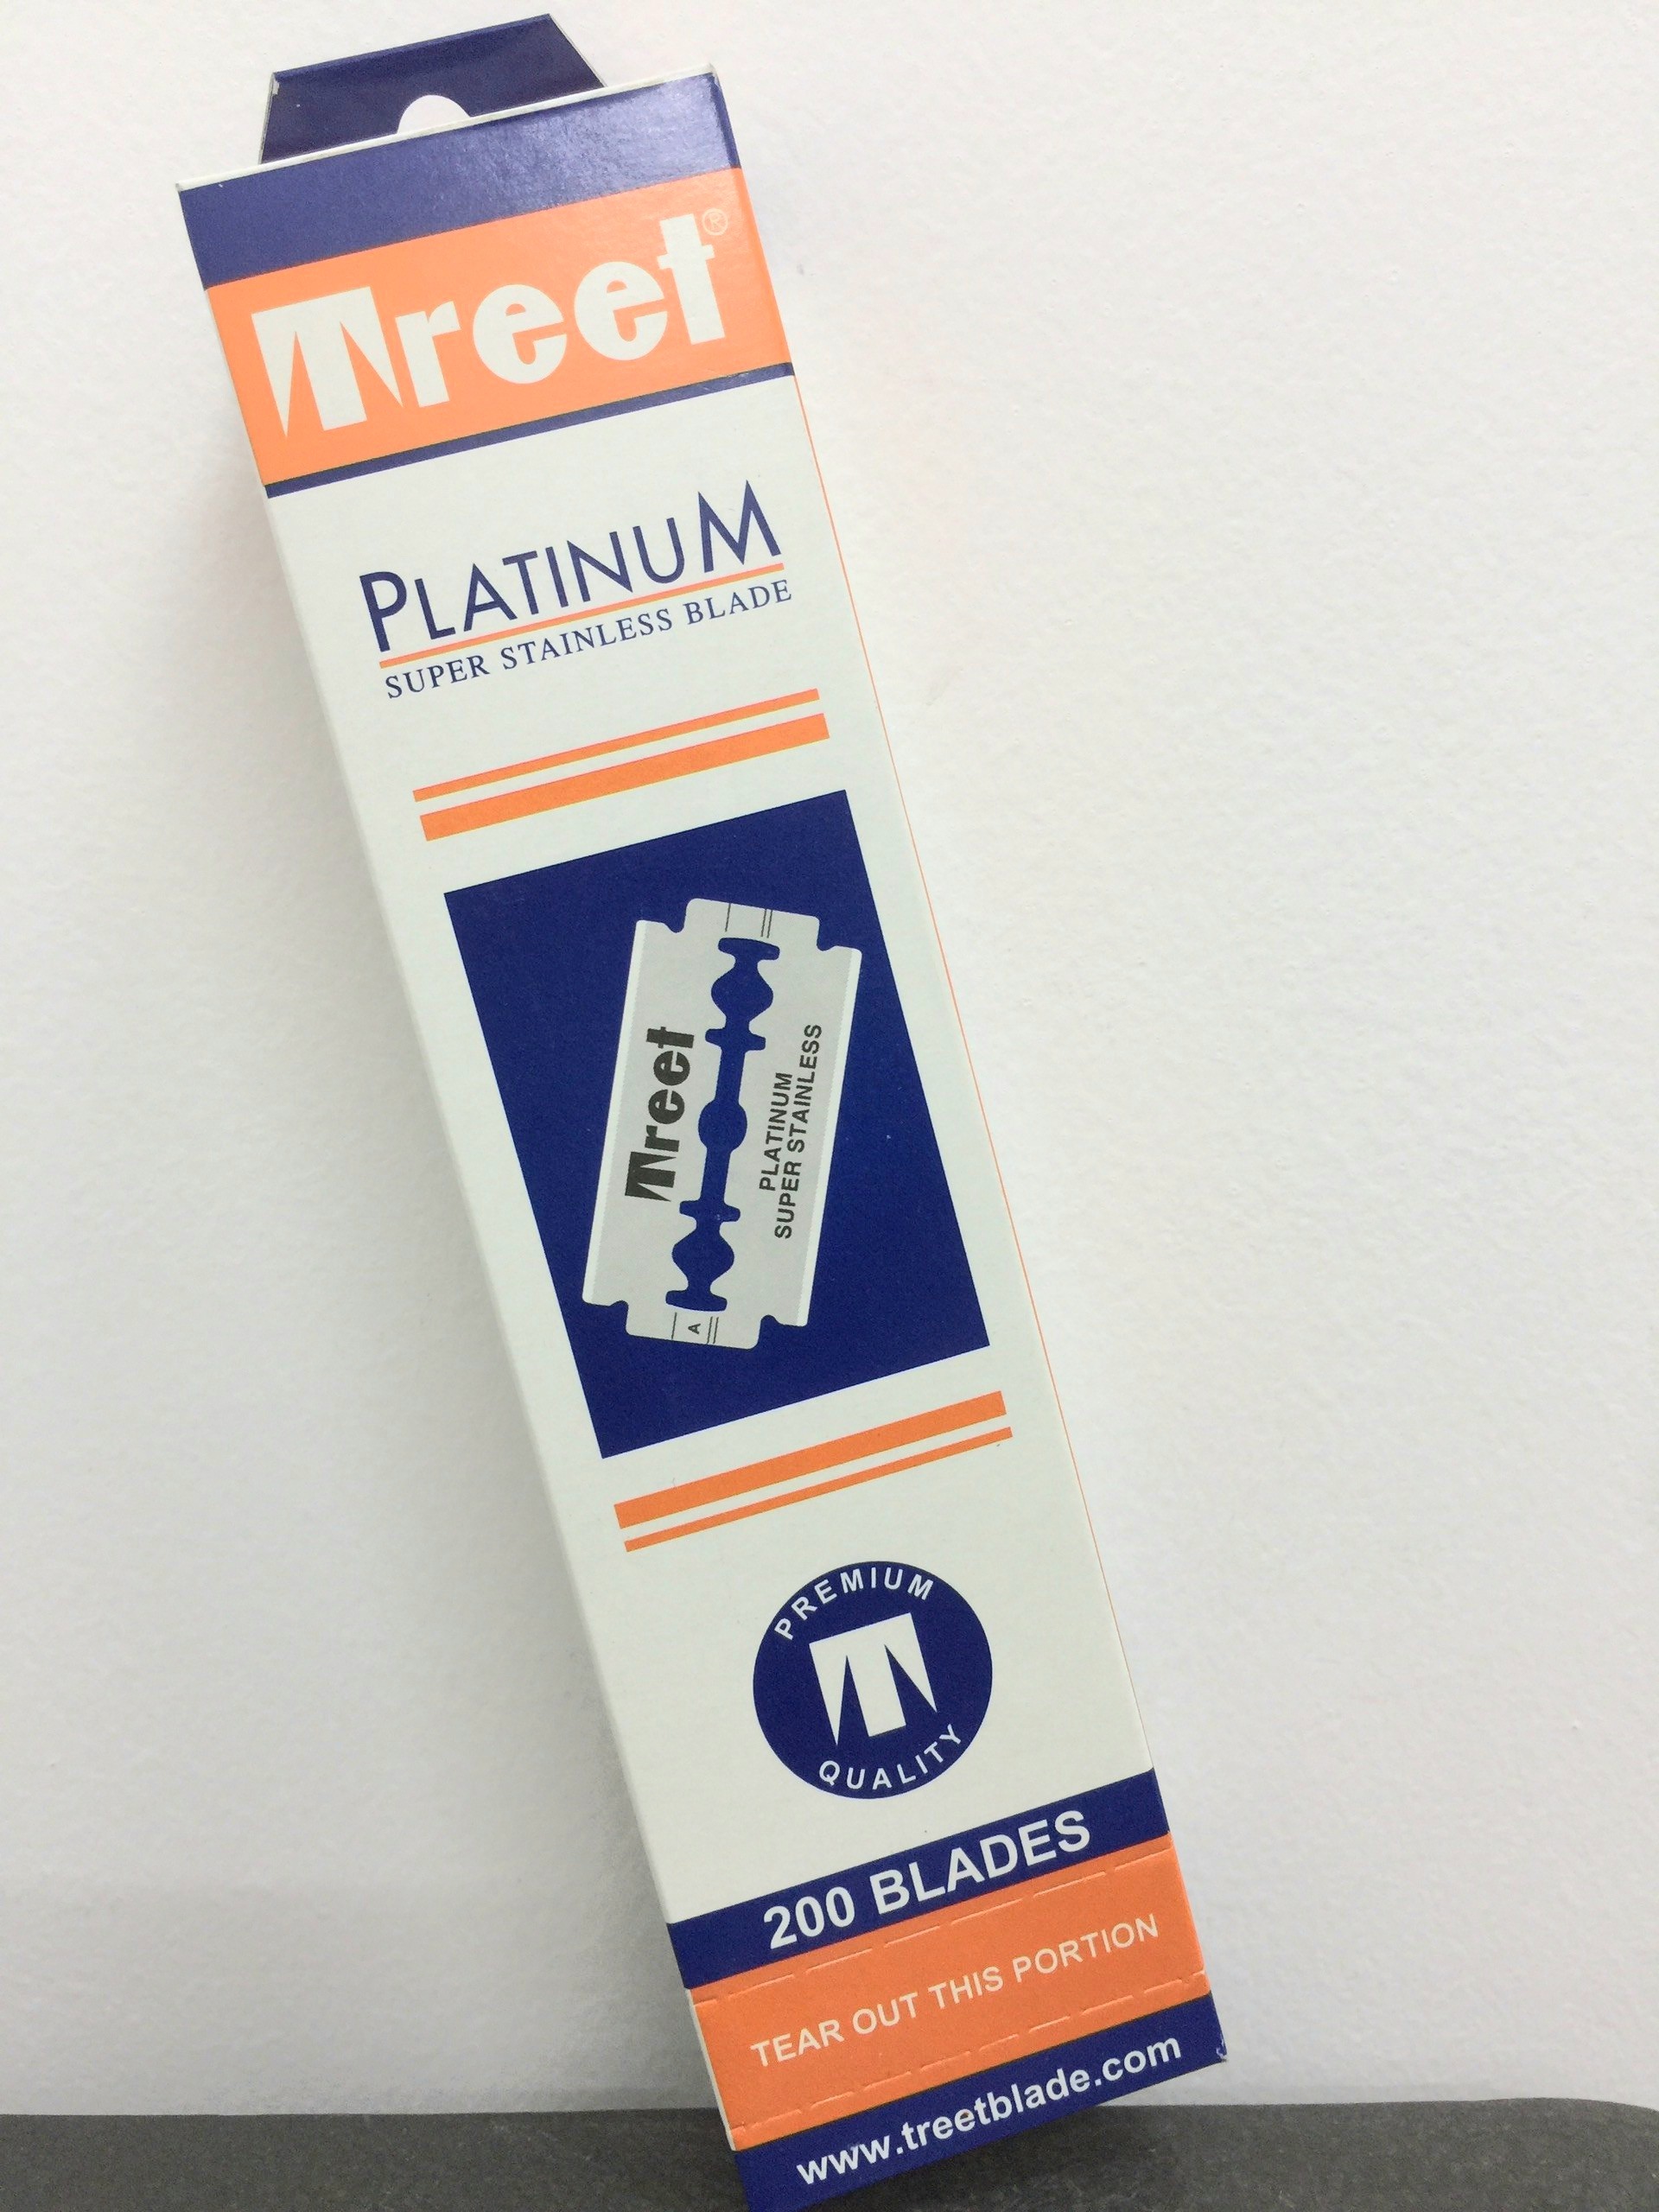 Treet®
PLATINUM
SUPER STAINLESS BLADE
Treet
PLATINUM
SUPER STAINLESS
A
PREMIUM
T
QUALITY
200 BLADES
TEAR OUT THIS PORTION
www.treetblade.com